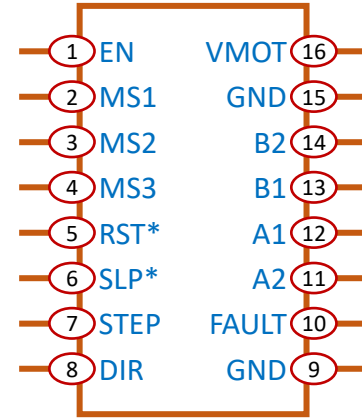 1 EN VMOT 16
2 MS1 GND 15
3 MS2 B2 14
4 MS3 B1 13
5 RST* A1 12
6 SLP* A2 11
7 STEP FAULT 10
8 DIR GND 9